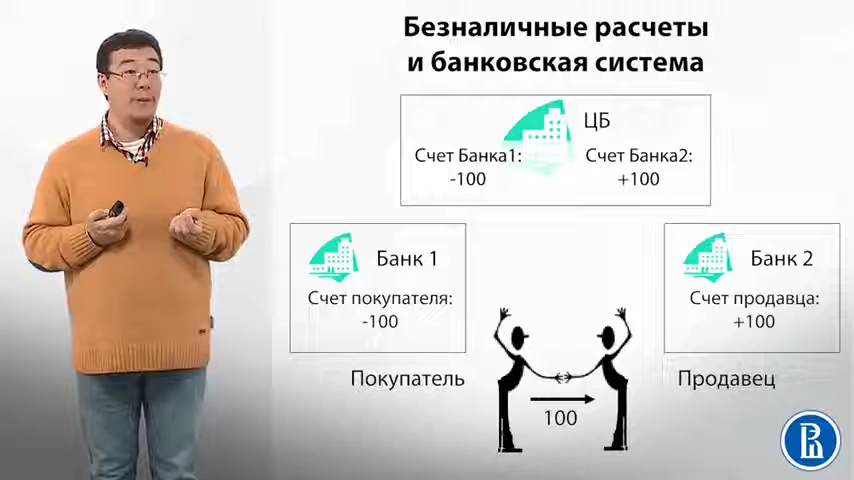 Безналичные расчеты
и банковская система
ЦБ
Счет Банка1:
-100
Счет Банка2:
+100
Банк 1
Счет покупателя:
-100
Банк 2
Счет продавца:
+100
Покупатель
100
Продавец